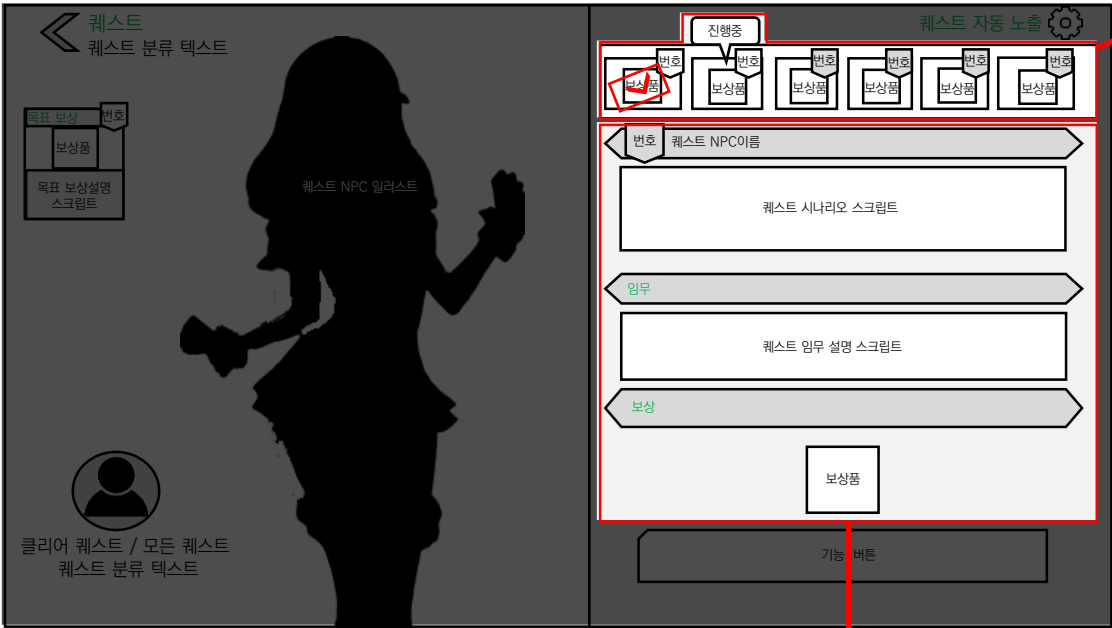 퀘스트
퀘스트 분류 텍스트
목표 보상
번호
보상품
목표 보상설명
스크립트
퀘스트 NPC 일러스트
클리어 퀘스트 / 모든 퀘스트
퀘스트 분류 텍스트
퀘스트 자동 노출
진행중
번호
번호
번호
번호
번호
번호
보상품
보상품
보상품
보상품
보상품
보상품
번호
퀘스트 NPC이름
퀘스트 시나리오 스크립트
임무
퀘스트 임무 설명 스크립트
보상
보상품
기능 버튼